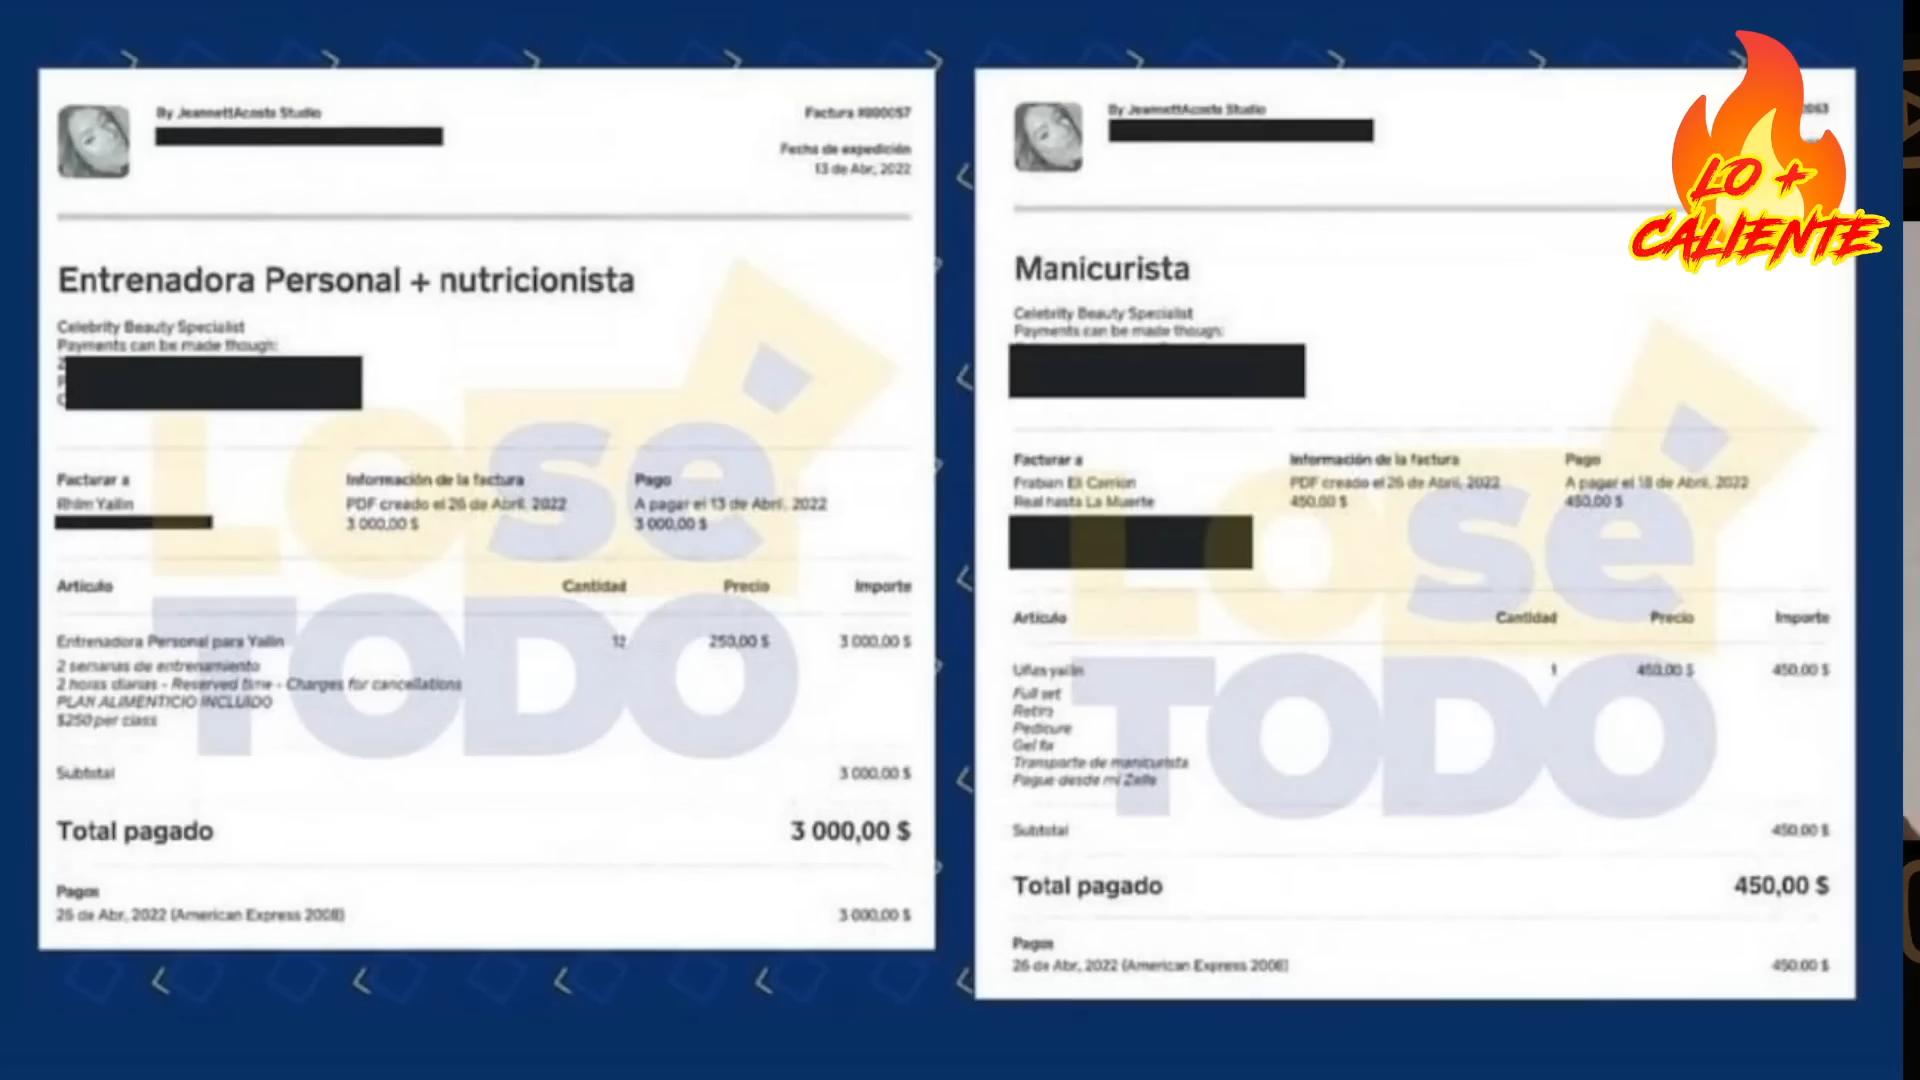 By JeannettAcosta Studio
Factura #990057
Fecha de expedición
13 de Abr., 2022
Entrenadora Personal + nutricionista
Celebrity Beauty Specialist
Payments can be made though:
Facturar a
Rhim Yailin
Información de la factura
PDF creado el 26 de Abril, 2022
3 000,00 $
Pago
A pagar el 13 de Abril, 2022
3 000,00 $
Artículo Cantidad Precio Importe
Entrenadora Personal para Yailin 12 250,00 $ 3 000,00 $
2 semanas de entrenamiento
2 horas diarias - Reserved time - Charges for cancellations
PLAN ALIMENTICIO INCLUIDO
$250 per class
Subtotal 3 000,00 $
Total pagado 3 000,00 $
Pagos
26 de Abr., 2022 (American Express 2008) 3 000,00 $
LO sé
TODO
By JeannettAcosta Studio
Manicurista
Celebrity Beauty Specialist
Payments can be made though:
Facturar a
Fraban Eli Carrion
Real hasta La Muerte
Información de la factura
PDF creado el 26 de Abril, 2022
450,00 $
Pago
A pagar el 18 de Abril, 2022
450,00 $
Artículo Cantidad Precio Importe
Uñas yailin 1 450,00 $ 450,00 $
Full set
Retiro
Pedicure
Gel fix
Transporte de manicurista
Pague desde mi Zelle
Subtotal 450,00 $
Total pagado 450,00 $
Pagos
26 de Abr., 2022 (American Express 2008) 450,00 $
LO sé
TODO
LO +
CALIENTE